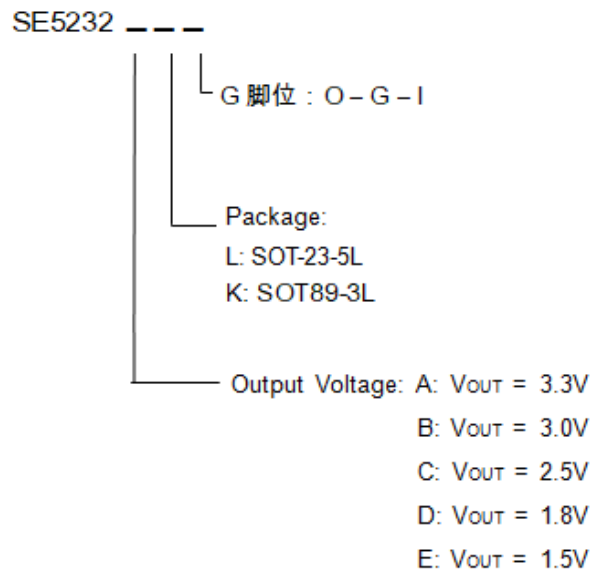 SE5232 _ _ _
G 脚位 : O – G – I
Package:
L: SOT-23-5L
K: SOT89-3L
Output Voltage: A: VOUT = 3.3V
B: VOUT = 3.0V
C: VOUT = 2.5V
D: VOUT = 1.8V
E: VOUT = 1.5V